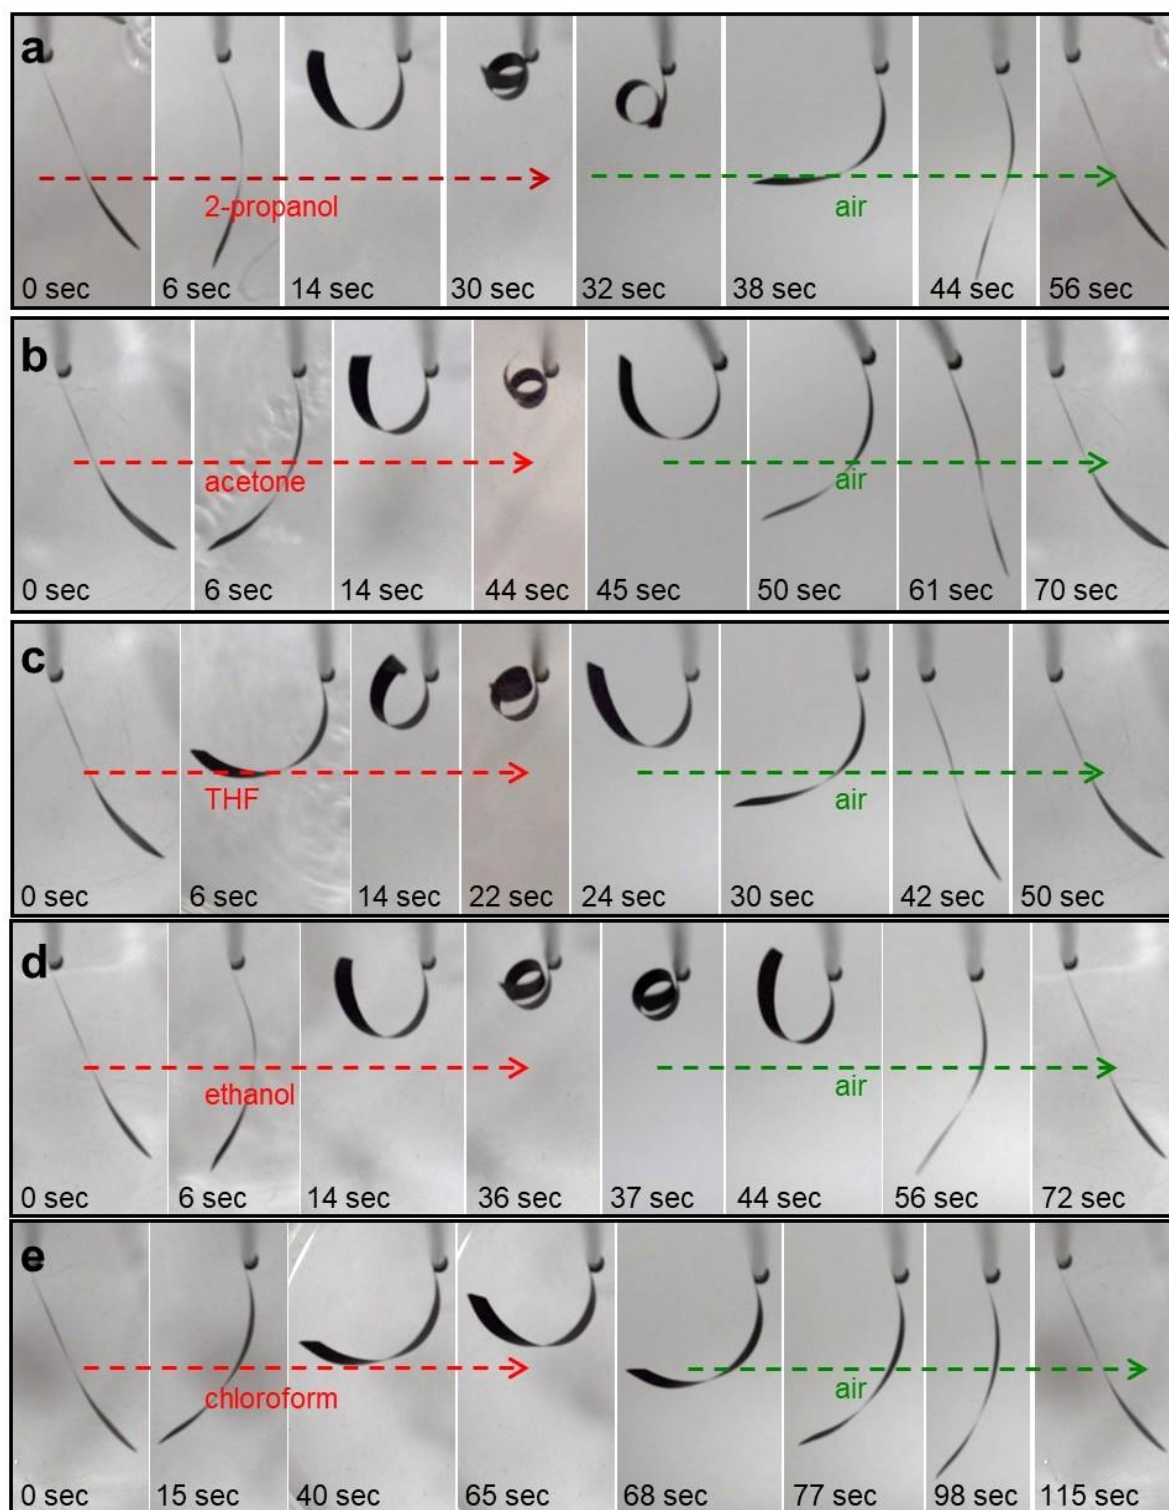 a
2-propanol
air
0 sec 6 sec 14 sec 30 sec 32 sec 38 sec 44 sec 56 sec
b
acetone
air
0 sec 6 sec 14 sec 44 sec 45 sec 50 sec 61 sec 70 sec
c
THF
air
0 sec 6 sec 14 sec 22 sec 24 sec 30 sec 42 sec 50 sec
d
ethanol
air
0 sec 6 sec 14 sec 36 sec 37 sec 44 sec 56 sec 72 sec
e
chloroform
air
0 sec 15 sec 40 sec 65 sec 68 sec 77 sec 98 sec 115 sec